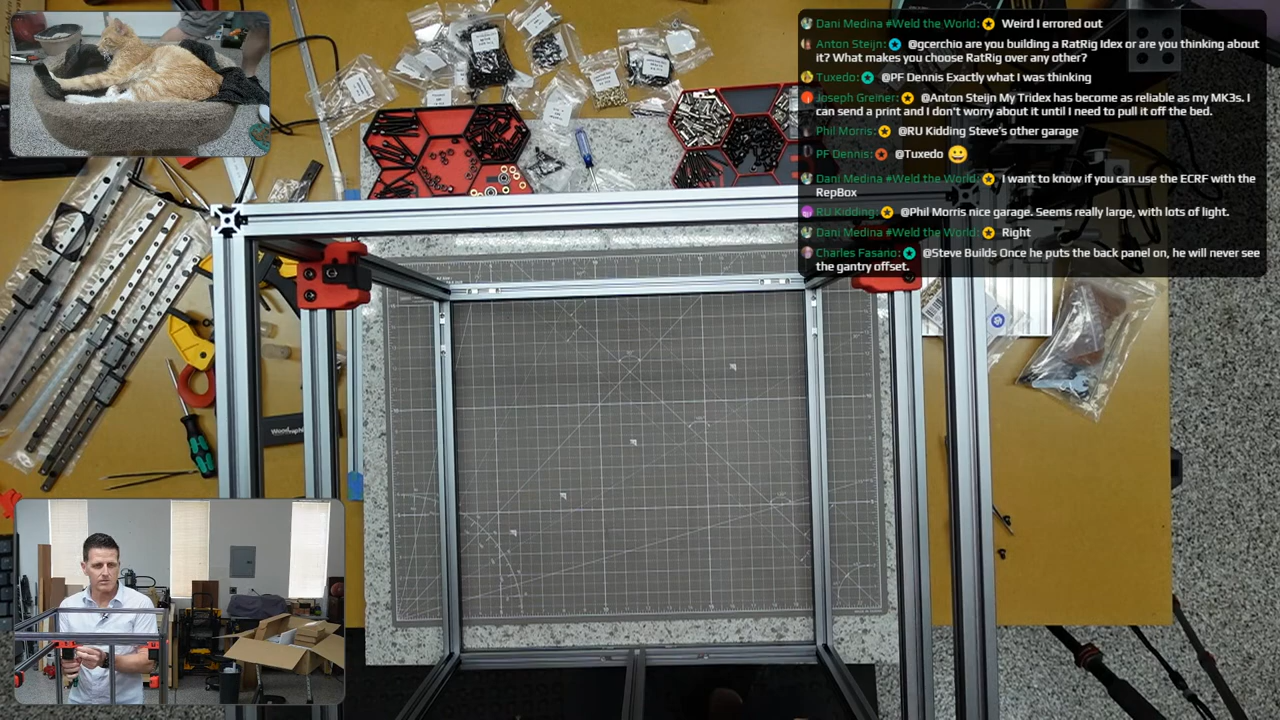 Dani Medina #Weld the World: Weird I errored out
Anton Steijn: @gcerchio are you building a RatRig Idex or are you thinking about
it? What makes you choose RatRig over any other?
Tuxedo: @PF Dennis Exactly what I was thinking
Joseph Greiner: @Anton Steijn My Tridex has become as reliable as my MK3s. I
can send a print and I don't worry about it until I need to pull it off the bed.
Phil Morris: @RU Kidding Steve's other garage
PF Dennis: @Tuxedo 😀
Dani Medina #Weld the World: I want to know if you can use the ECRF with the
RepBox
RU Kidding: @Phil Morris nice garage. Seems really large, with lots of light.
Dani Medina #Weld the World: Right
Charles Fasano: @Steve Builds Once he puts the back panel on, he will never see
the gantry offset.